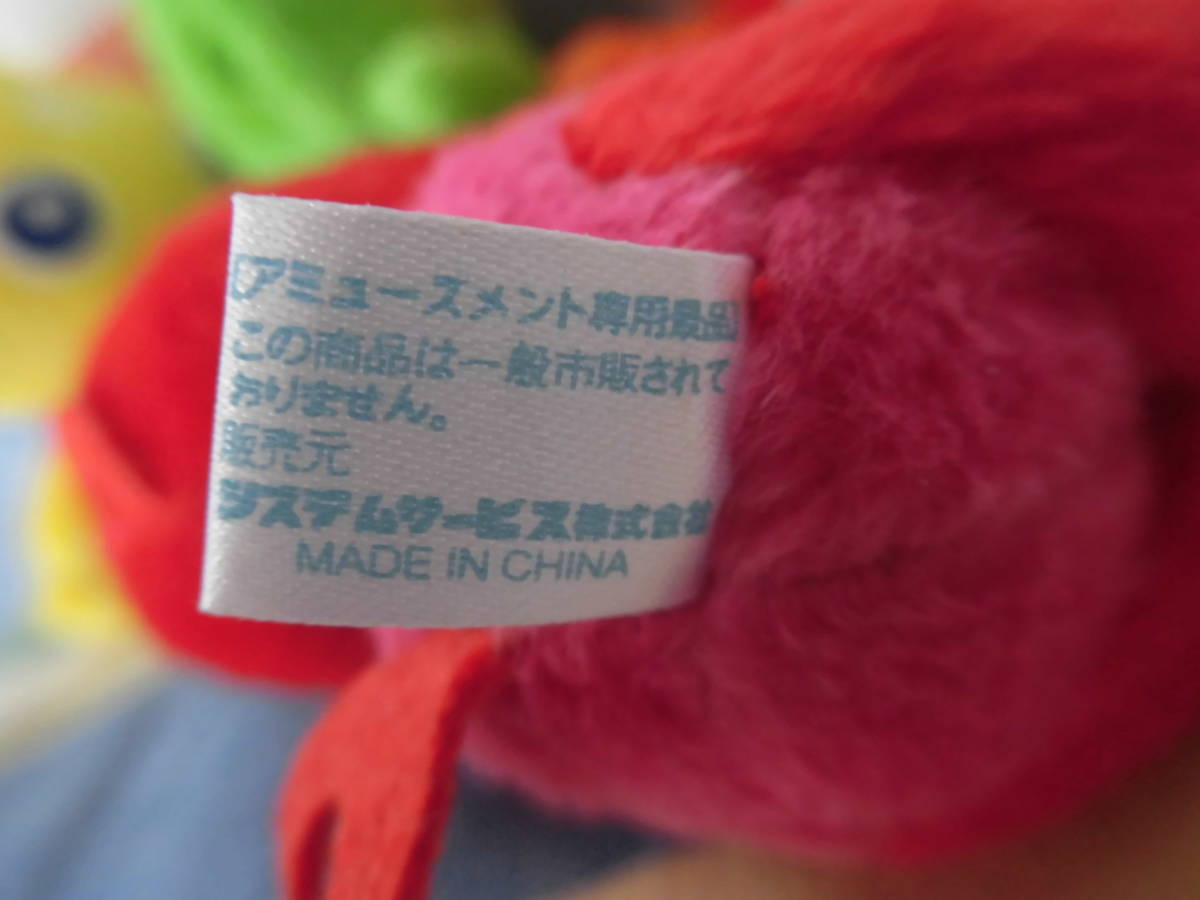 [アミューズメント専用景品]
この商品は一般市販されて
おりません。
販売元
システムサービス株式会社
MADE IN CHINA